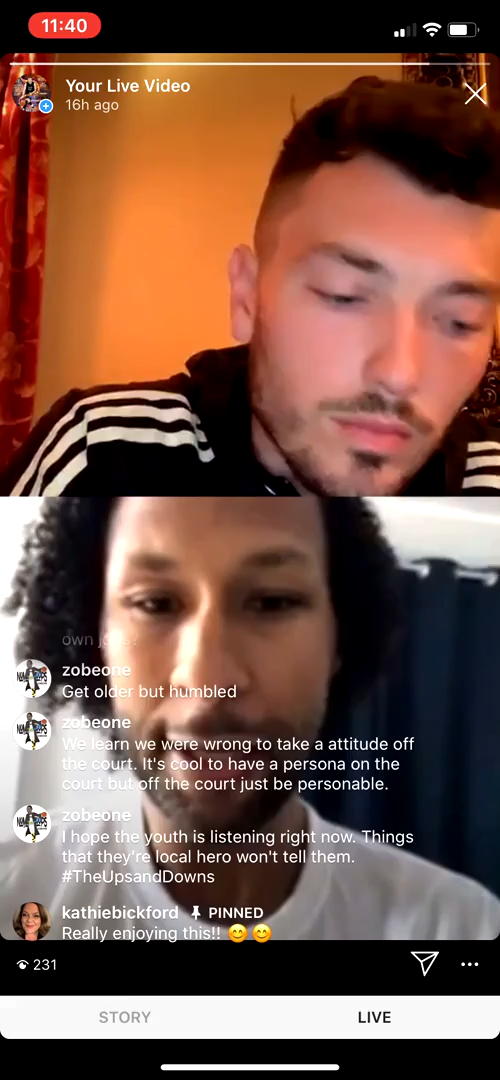 11:40
Your Live Video
16h ago
own
zobeone
Get older but humbled
zobeone
We learn we were wrong to take a attitude off
the court. It's cool to have a persona on the
court but off the court just be personable.
zobeone
I hope the youth is listening right now. Things
that they're local hero won't tell them.
#TheUpsandDowns
kathiebickford PINNED
Really enjoying this!! 😊 😊
231
STORY
LIVE